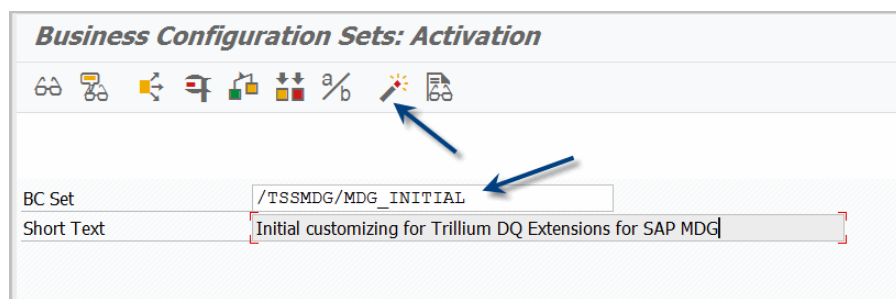 Business Configuration Sets: Activation
a/b
BC Set /TSSMDG/MDG_INITIAL
Short Text Initial customizing for Trillium DQ Extensions for SAP MDG